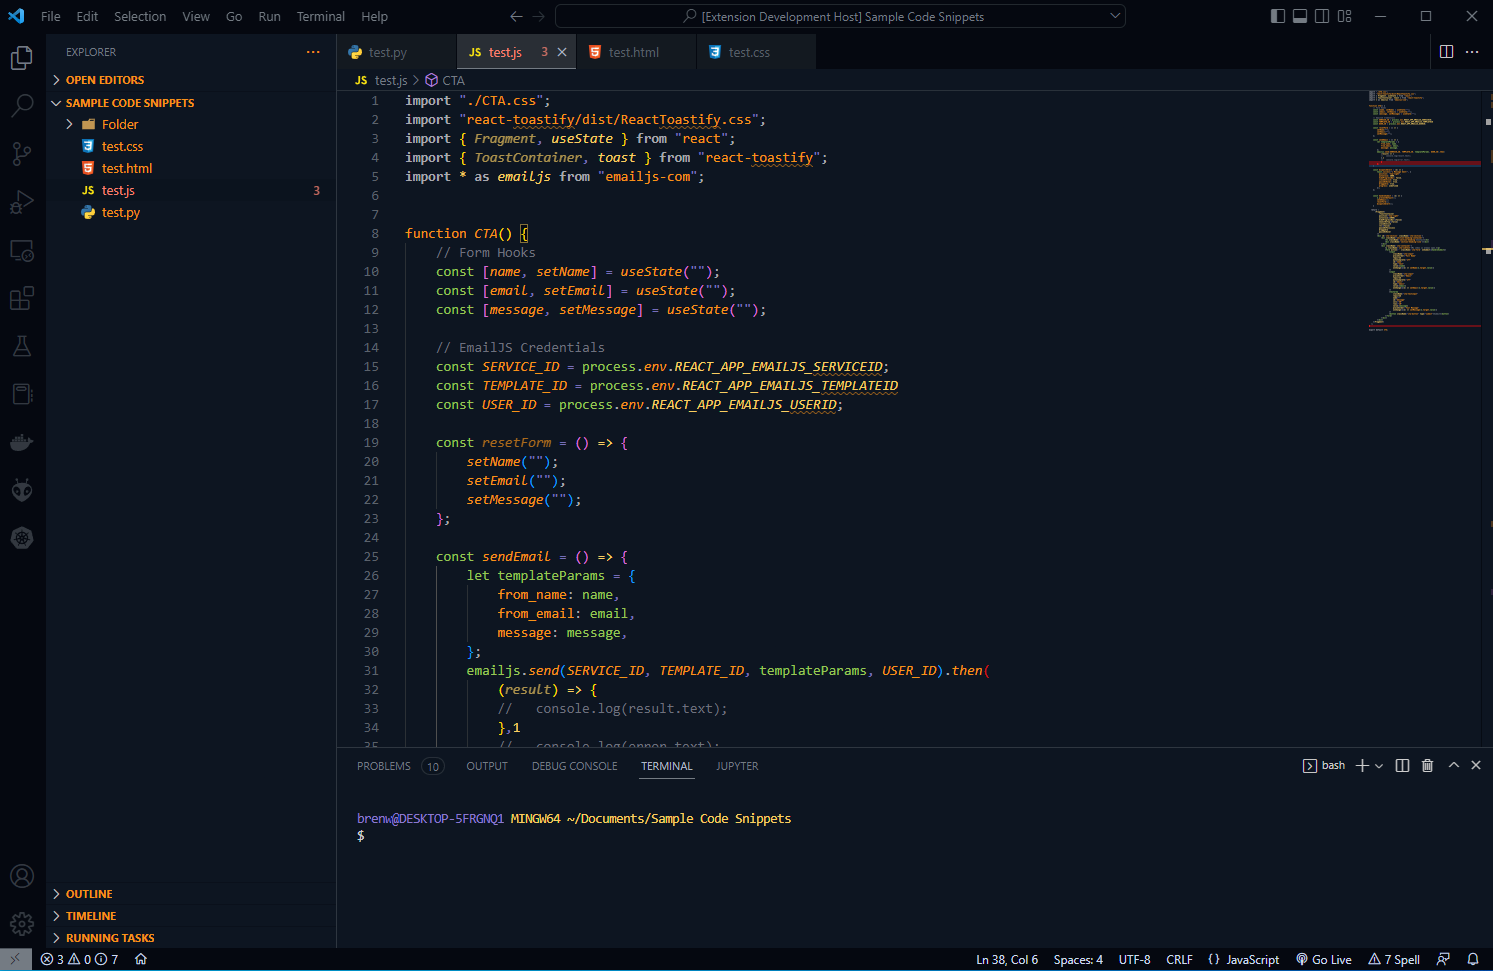 File Edit Selection View Go Run Terminal Help
[Extension Development Host] Sample Code Snippets
EXPLORER ...
OPEN EDITORS
SAMPLE CODE SNIPPETS
Folder
test.css
test.html
JS test.js 3
test.py
OUTLINE
TIMELINE
RUNNING TASKS
test.py JS test.js 3 test.html test.css
JS test.js > CTA
1 import "./CTA.css";
2 import "react-toastify/dist/ReactToastify.css";
3 import { Fragment, useState } from "react";
4 import { ToastContainer, toast } from "react-toastify";
5 import * as emailjs from "emailjs-com";
6
7
8 function CTA() {
9 // Form Hooks
10 const [name, setName] = useState("");
11 const [email, setEmail] = useState("");
12 const [message, setMessage] = useState("");
13
14 // EmailJS Credentials
15 const SERVICE_ID = process.env.REACT_APP_EMAILJS_SERVICEID;
16 const TEMPLATE_ID = process.env.REACT_APP_EMAILJS_TEMPLATEID
17 const USER_ID = process.env.REACT_APP_EMAILJS_USERID;
18
19 const resetForm = () => {
20 setName("");
21 setEmail("");
22 setMessage("");
23 };
24
25 const sendEmail = () => {
26 let templateParams = {
27 from_name: name,
28 from_email: email,
29 message: message,
30 };
31 emailjs.send(SERVICE_ID, TEMPLATE_ID, templateParams, USER_ID).then(
32 (result) => {
33 // console.log(result.text);
34 },1
35 // console.log(error.text);
PROBLEMS 10 OUTPUT DEBUG CONSOLE TERMINAL JUPYTER bash
brenw@DESKTOP-5FRGNQ1 MINGW64 ~/Documents/Sample Code Snippets
$
3 0 7 Ln 38, Col 6 Spaces: 4 UTF-8 CRLF {} JavaScript Go Live 7 Spell